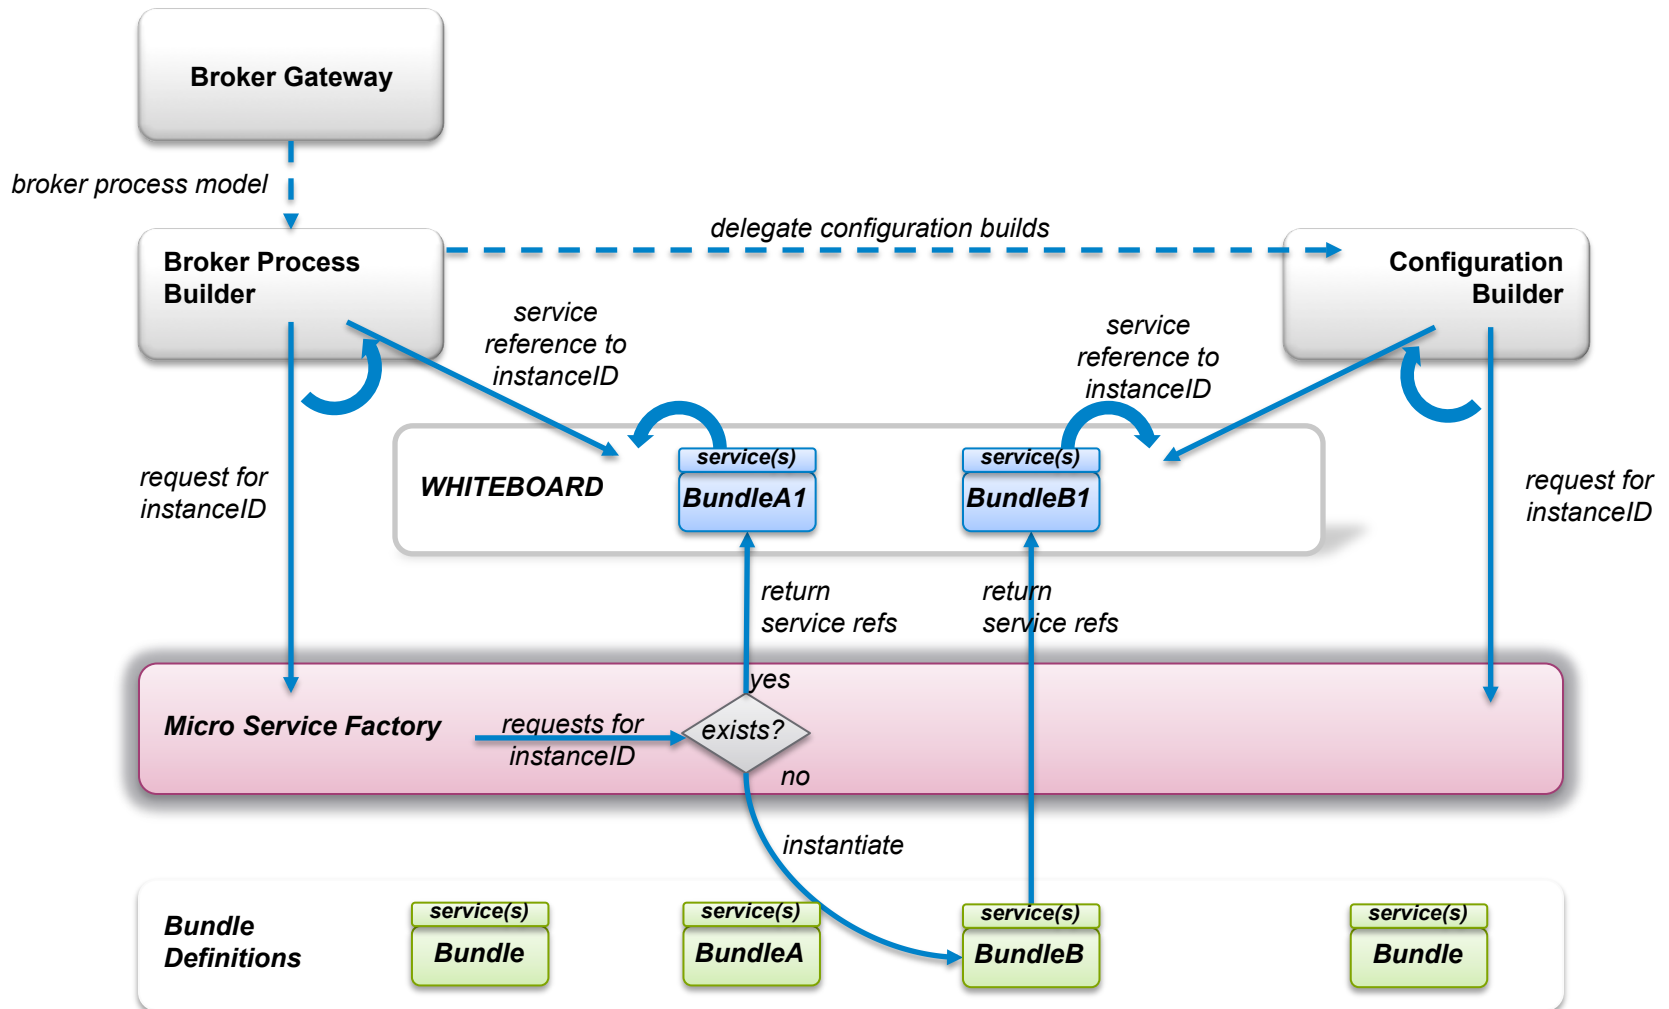 Broker Gateway
broker process model
delegate configuration builds
Broker Process
Builder
Configuration
Builder
service
reference to
instanceID
service
reference to
instanceID
request for
instanceID
WHITEBOARD
service(s)
BundleA1
service(s)
BundleB1
request for
instanceID
return
service refs
return
service refs
yes
Micro Service Factory
requests for
instanceID
exists?
no
instantiate
Bundle
Definitions
service(s)
Bundle
service(s)
BundleA
service(s)
BundleB
service(s)
Bundle